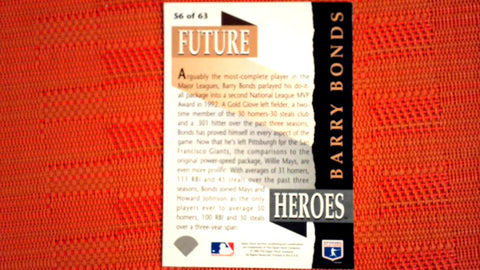 56 of 63
FUTURE
Arguably the most-complete player in the
Major Leagues, Barry Bonds parlayed his do-it-
all package into a second National League MVP
Award in 1992. A Gold Glove left fielder, a two-
time member of the 30 homers-30 steals club
and a .301 hitter over the past three seasons,
Bonds has proved himself in every aspect of the
game. Now that he's left Pittsburgh for the San
Francisco Giants, the comparisons to the
original power-speed package, Willie Mays, are
even more prolific. With averages of 31 homers,
111 RBI and 45 steals over the past three
seasons, Bonds joined Mays and
Howard Johnson as the only
players ever to average 30
homers, 100 RBI and 30 steals
over a three-year span.
HEROES
BARRY BONDS